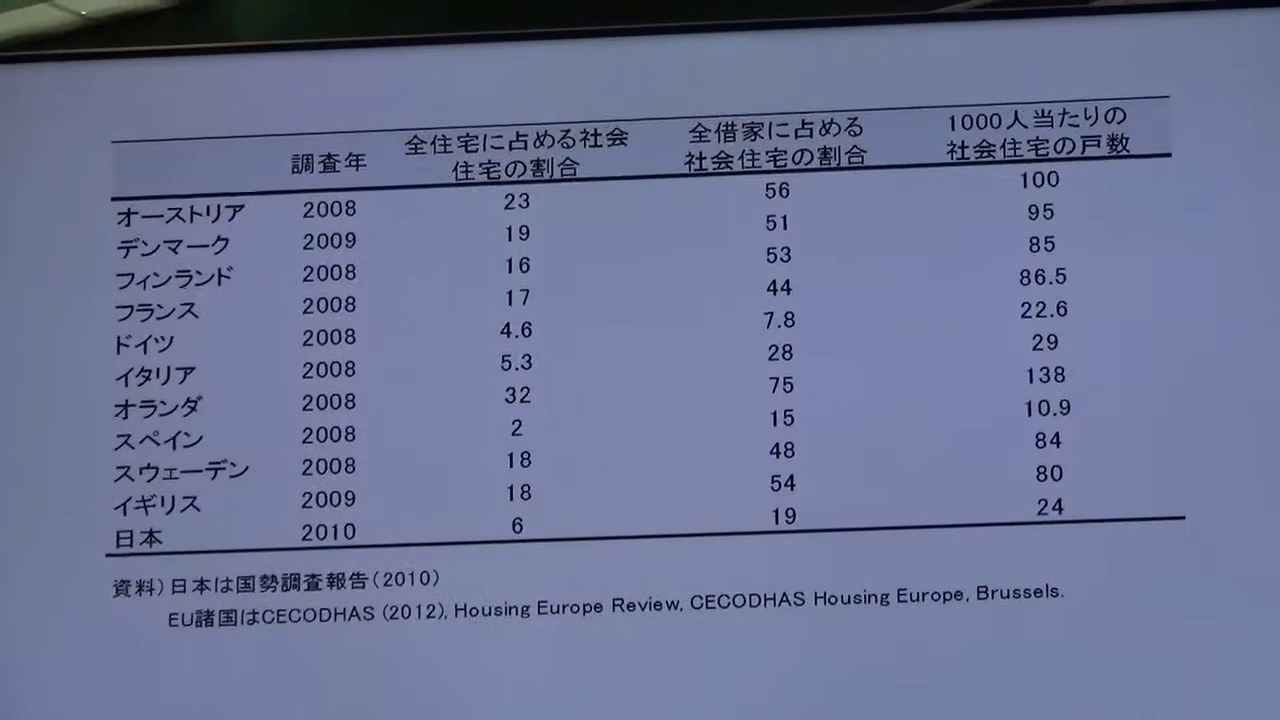 調査年 全住宅に占める社会住宅の割合 全借家に占める社会住宅の割合 1000人当たりの社会住宅の戸数
オーストリア 2008 23 56 100
デンマーク 2009 19 51 95
フィンランド 2008 16 53 85
フランス 2008 17 44 86.5
ドイツ 2008 4.6 7.8 22.6
イタリア 2008 5.3 28 29
オランダ 2008 32 75 138
スペイン 2008 2 15 10.9
スウェーデン 2008 18 48 84
イギリス 2009 18 54 80
日本 2010 6 19 24
資料）日本は国勢調査報告（2010）
EU諸国はCECODHAS (2012), Housing Europe Review, CECODHAS Housing Europe, Brussels.